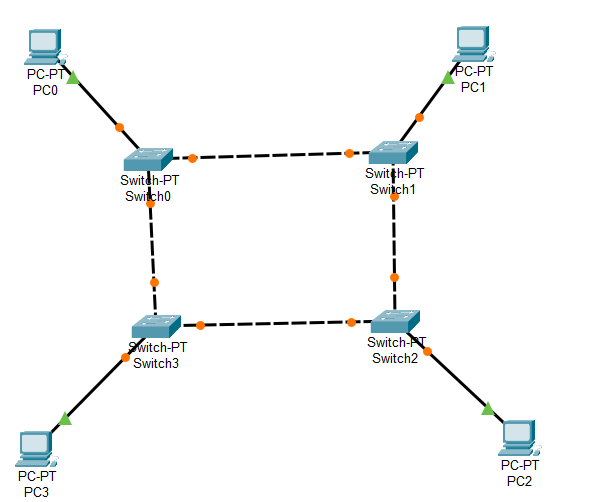 PC-PT
PC0
PC-PT
PC1
Switch-PT
Switch0
Switch-PT
Switch1
Switch-PT
Switch3
Switch-PT
Switch2
PC-PT
PC3
PC-PT
PC2